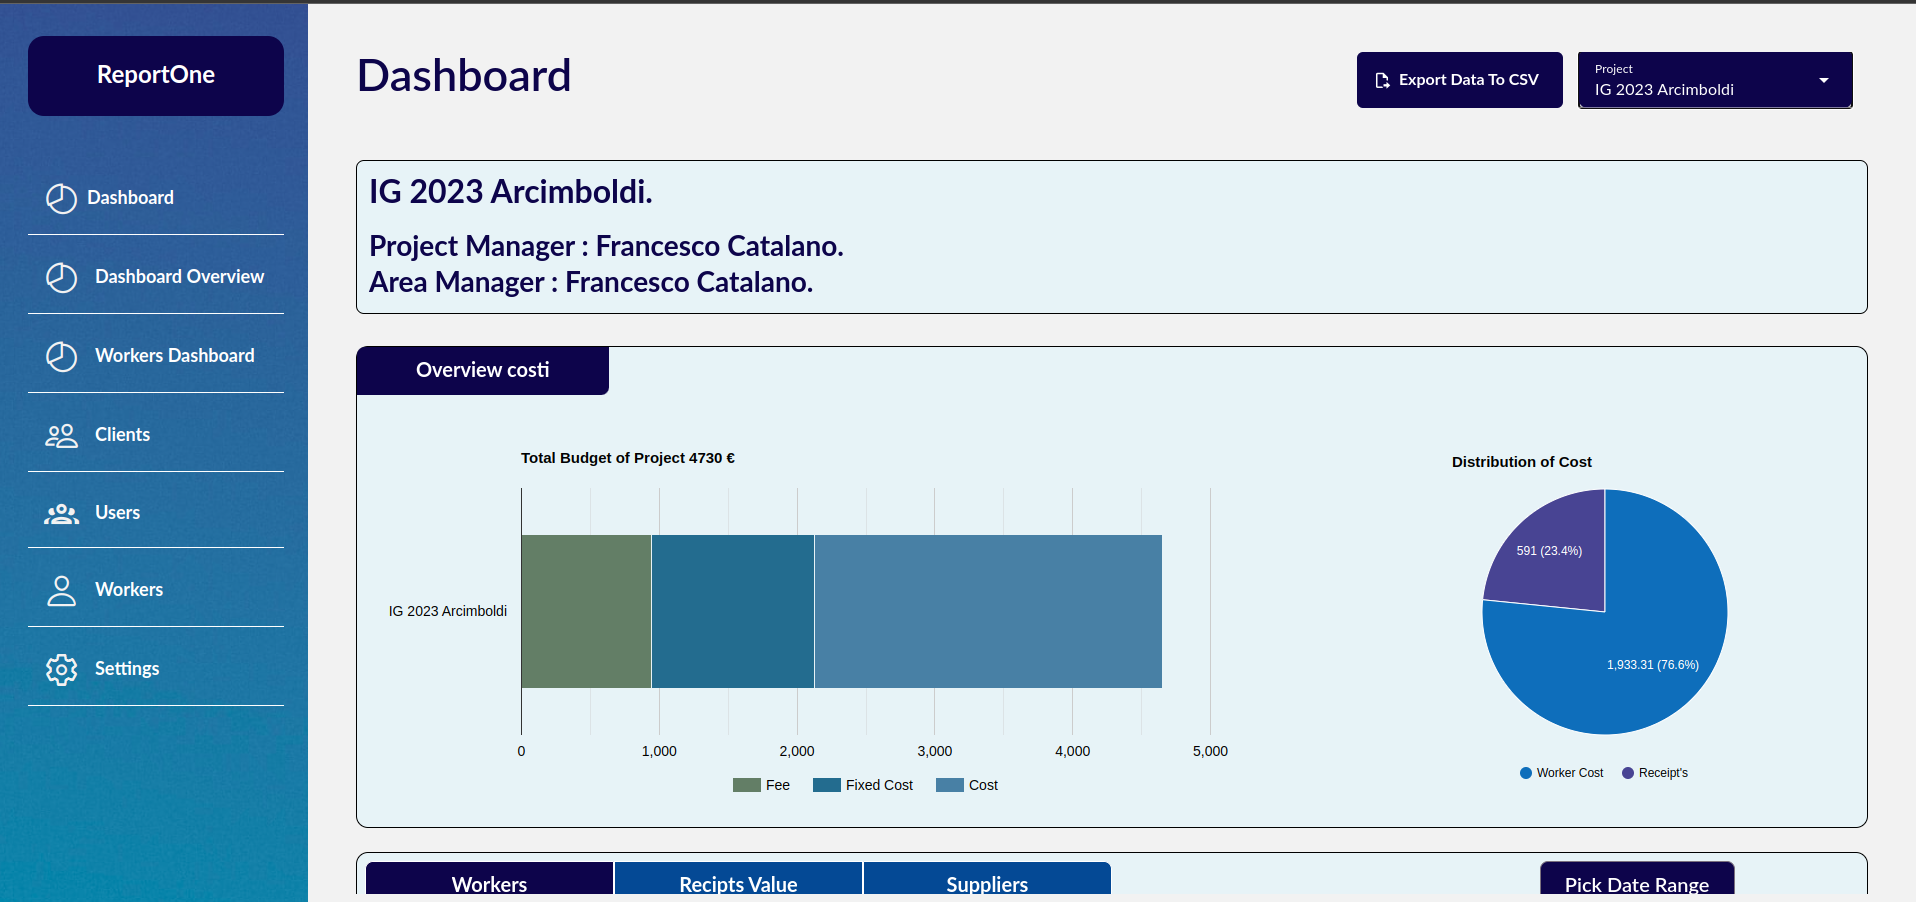 ReportOne
Dashboard
Dashboard Overview
Workers Dashboard
Clients
Users
Workers
Settings
Dashboard
Export Data To CSV
Project
IG 2023 Arcimboldi
IG 2023 Arcimboldi.
Project Manager : Francesco Catalano.
Area Manager : Francesco Catalano.
Overview costi
Total Budget of Project 4730 €
IG 2023 Arcimboldi
0 1,000 2,000 3,000 4,000 5,000
Fee Fixed Cost Cost
Distribution of Cost
591 (23.4%)
1,933.31 (76.6%)
Worker Cost Receipt's
Workers Recipts Value Suppliers
Pick Date Range